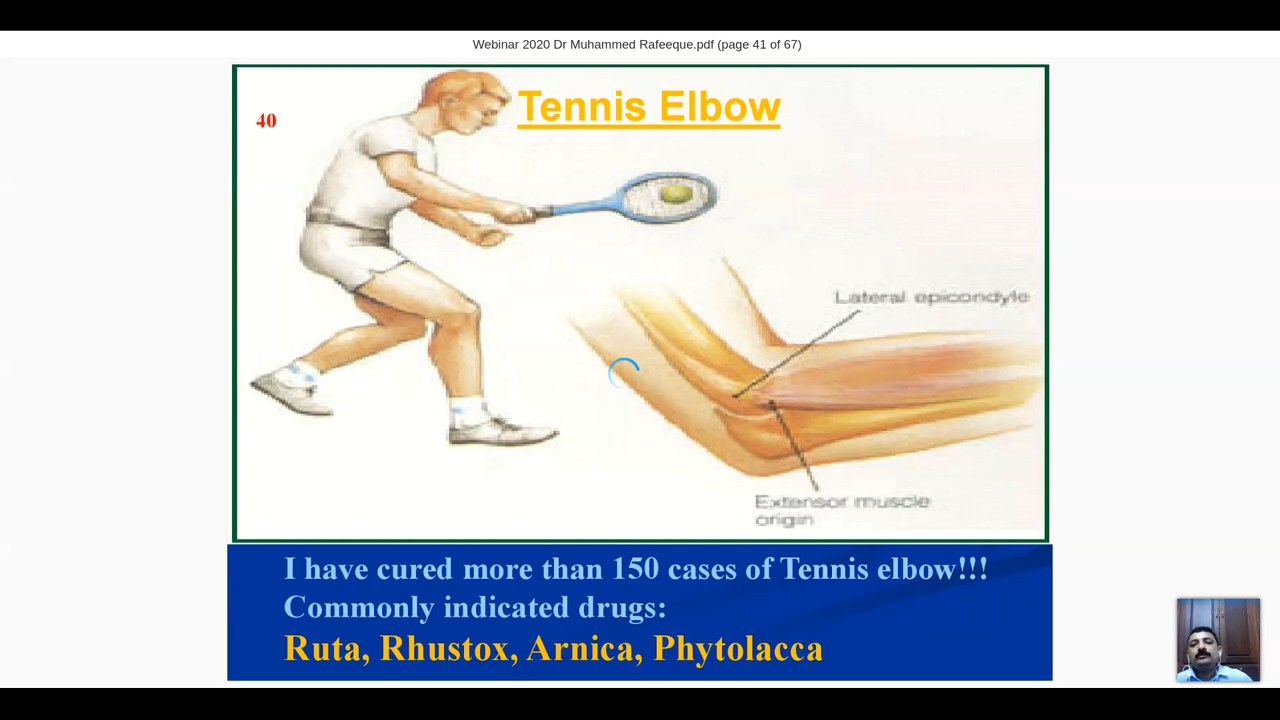 Webinar 2020 Dr Muhammed Rafeeque.pdf (page 41 of 67)
Tennis Elbow
40
Lateral epicondyle
Extensor muscle
origin
I have cured more than 150 cases of Tennis elbow!!!
Commonly indicated drugs:
Ruta, Rhustox, Arnica, Phytolacca